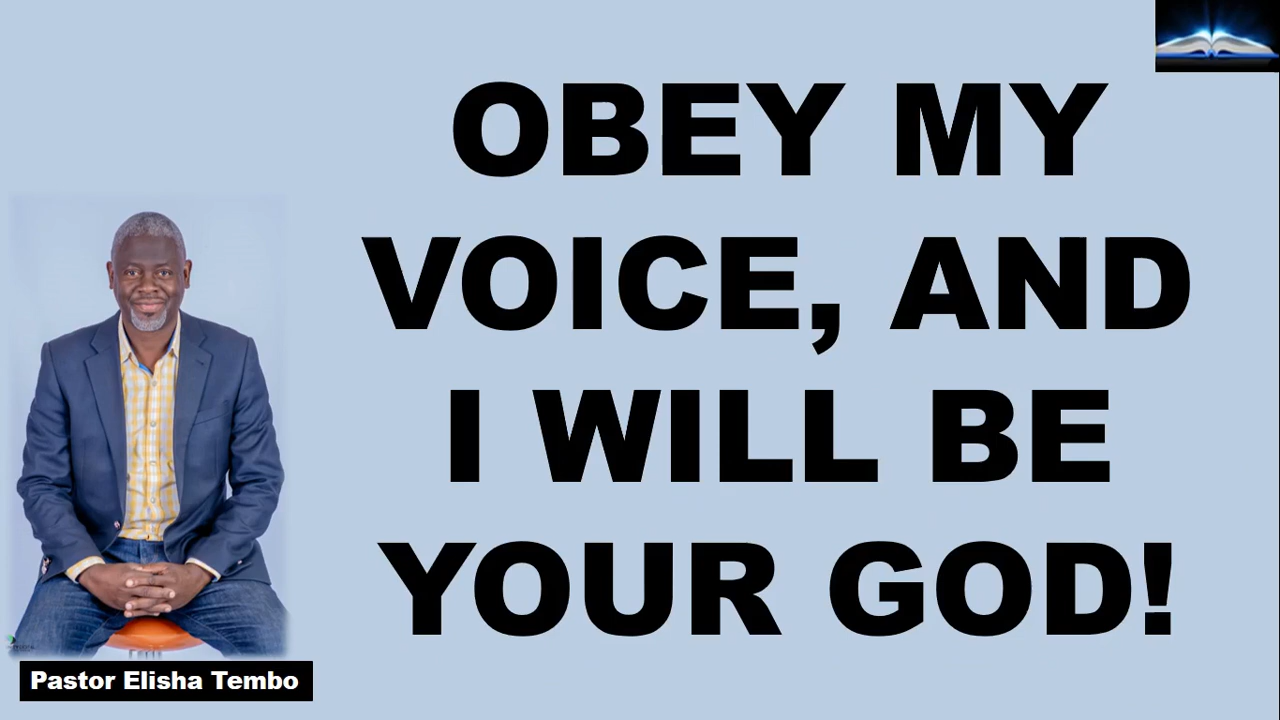 OBEY MY
VOICE, AND
I WILL BE
YOUR GOD!
Pastor Elisha Tembo